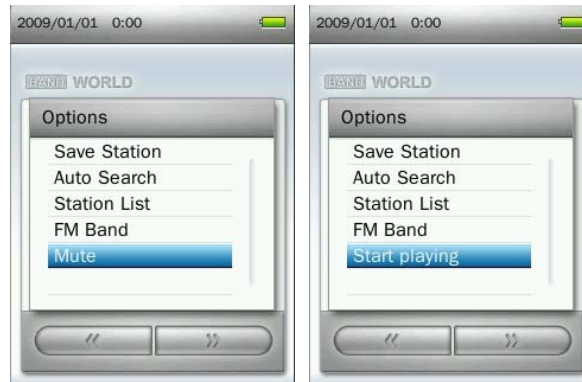 2009/01/01 0:00
BAND WORLD
Options
Save Station
Auto Search
Station List
FM Band
Mute
2009/01/01 0:00
BAND WORLD
Options
Save Station
Auto Search
Station List
FM Band
Start playing